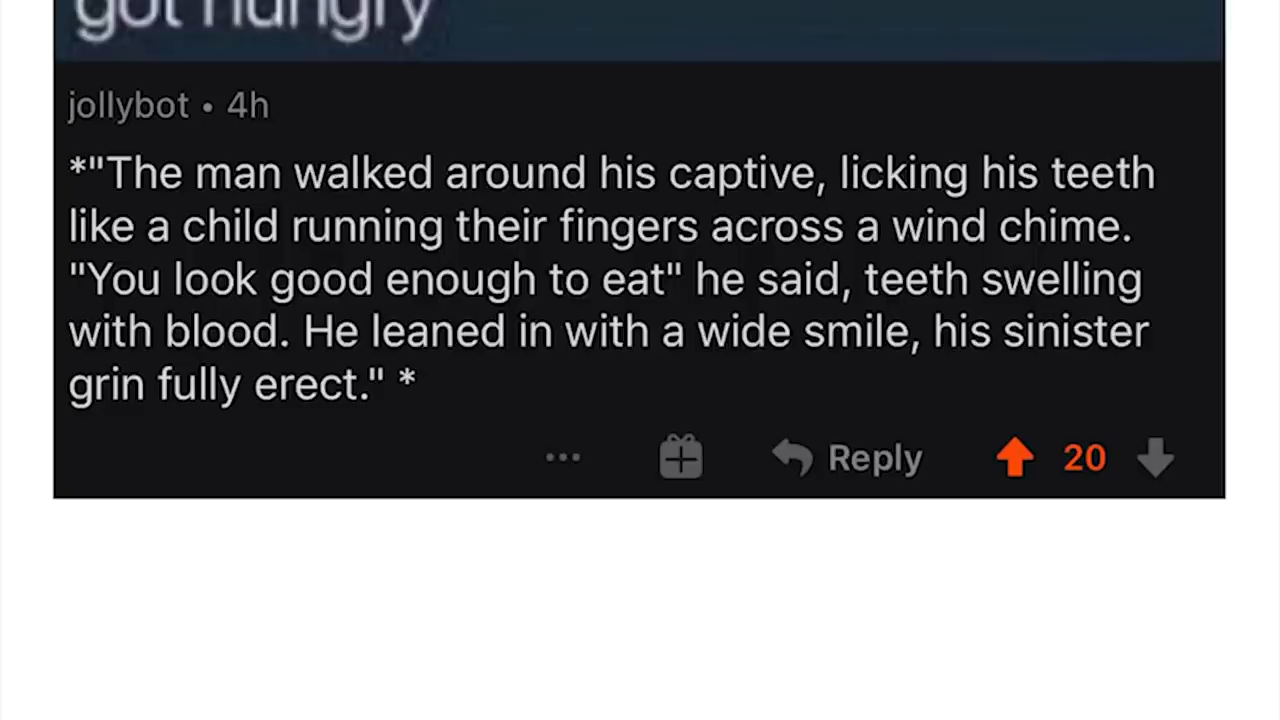 got hungry
jollybot • 4h
*"The man walked around his captive, licking his teeth
like a child running their fingers across a wind chime.
"You look good enough to eat" he said, teeth swelling
with blood. He leaned in with a wide smile, his sinister
grin fully erect." *
Reply 20